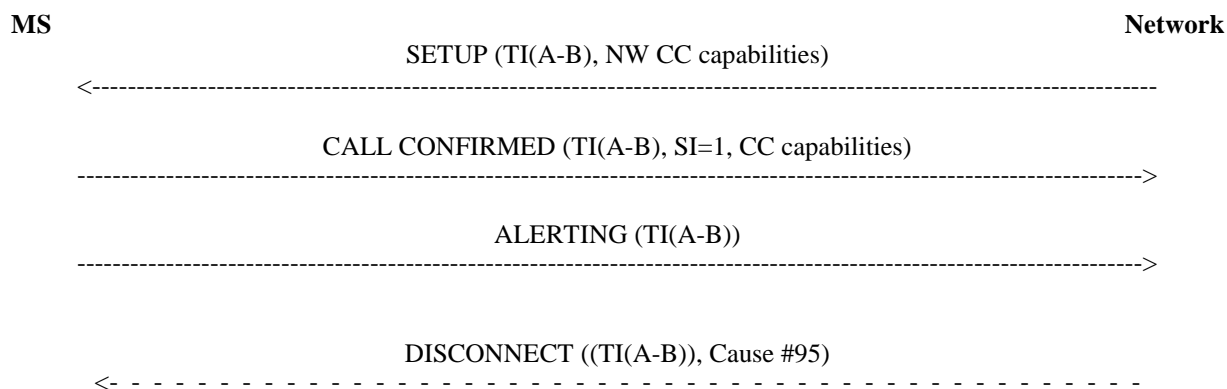 MS Network
SETUP (TI(A-B), NW CC capabilities)
<-----------------------------------------------------------------------------------------------------------------------
CALL CONFIRMED (TI(A-B), SI=1, CC capabilities)
----------------------------------------------------------------------------------------------------------------------->
ALERTING (TI(A-B))
----------------------------------------------------------------------------------------------------------------------->
DISCONNECT ((TI(A-B)), Cause #95)
<- - - - - - - - - - - - - - - - - - - - - - - - - - - - - - - - - - - - - - - - - - - - - - - -